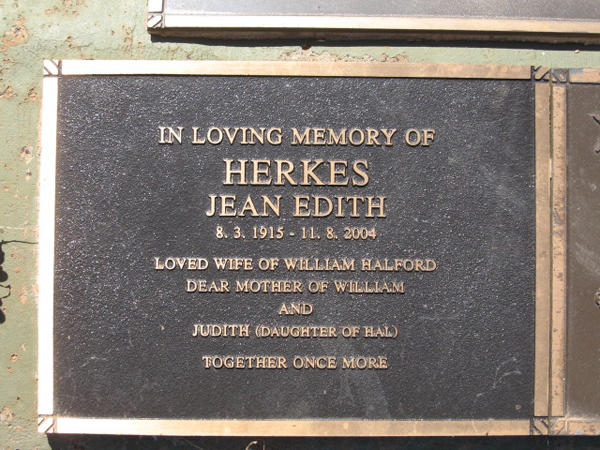 IN LOVING MEMORY OF
HERKES
JEAN EDITH
8. 3. 1915 - 11. 8. 2004
LOVED WIFE OF WILLIAM HALFORD
DEAR MOTHER OF WILLIAM
AND
JUDITH (DAUGHTER OF HAL)
TOGETHER ONCE MORE